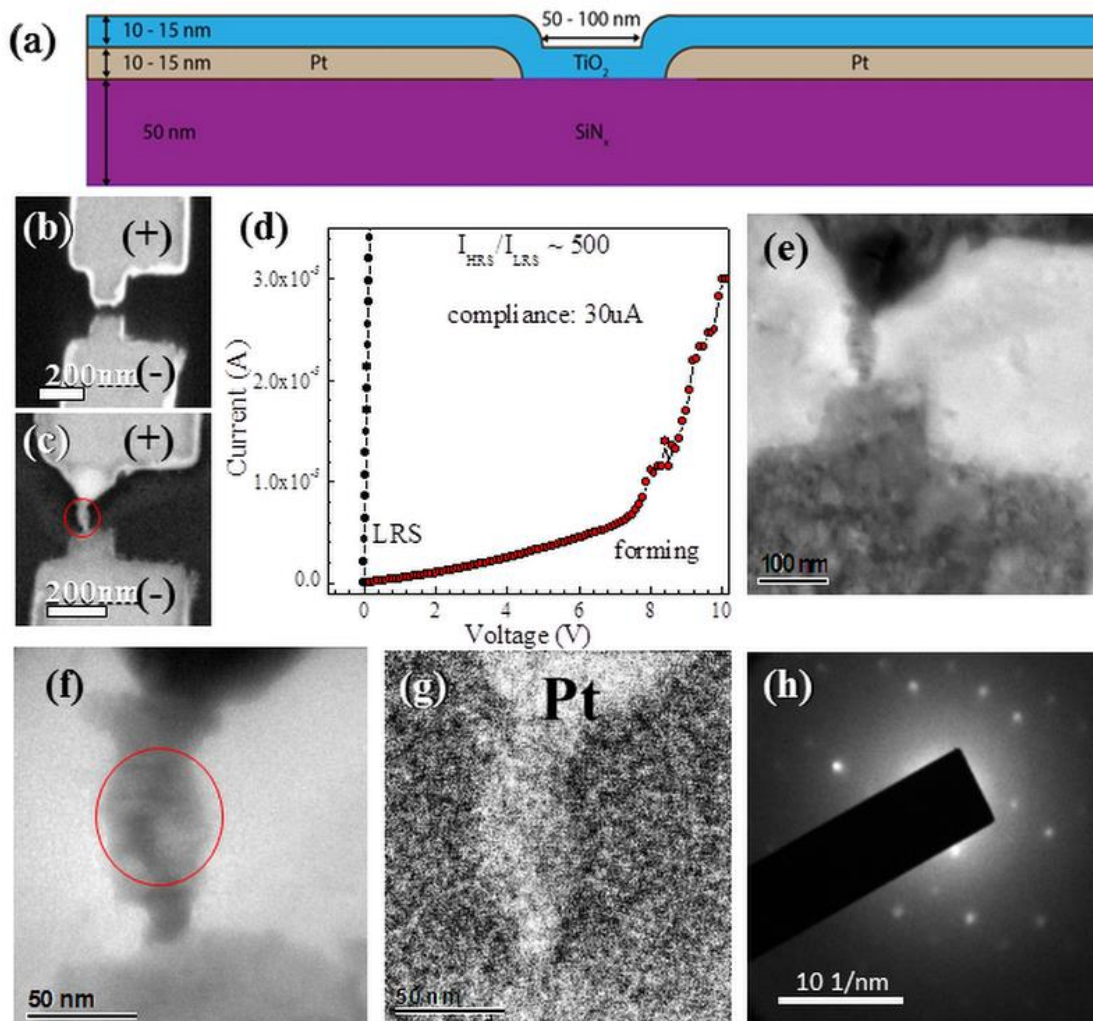 (a)
50 - 100 nm
10 - 15 nm
10 - 15 nm
Pt
TiO₂
Pt
50 nm
SiNₓ
(b)
(+)
200nm
(-)
(c)
(+)
200nm
(-)
(d)
I_HRS/I_LRS ~ 500
compliance: 30uA
3.0x10⁻⁵
2.0x10⁻⁵
1.0x10⁻⁵
0.0
Current (A)
LRS
forming
0 2 4 6 8 10
Voltage (V)
(e)
100 nm
(f)
50 nm
(g)
Pt
50 nm
(h)
10 1/nm